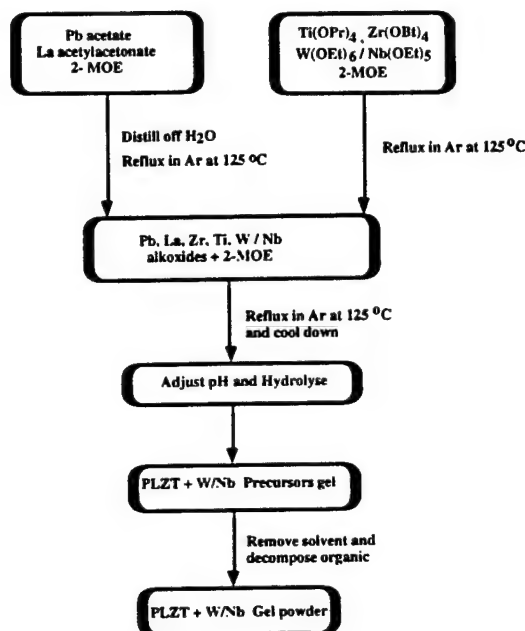 Pb acetate
La acetylacetonate
2- MOE
Ti(OPr)4 , Zr(OBt)4
W(OEt)6 / Nb(OEt)5
2-MOE
Distill off H2O
Reflux in Ar at 125 ºC
Reflux in Ar at 125 ºC
Pb, La, Zr, Ti, W / Nb
alkoxides + 2-MOE
Reflux in Ar at 125 ºC
and cool down
Adjust pH and Hydrolyse
PLZT + W/Nb Precursors gel
Remove solvent and
decompose organic
PLZT + W/Nb Gel powder